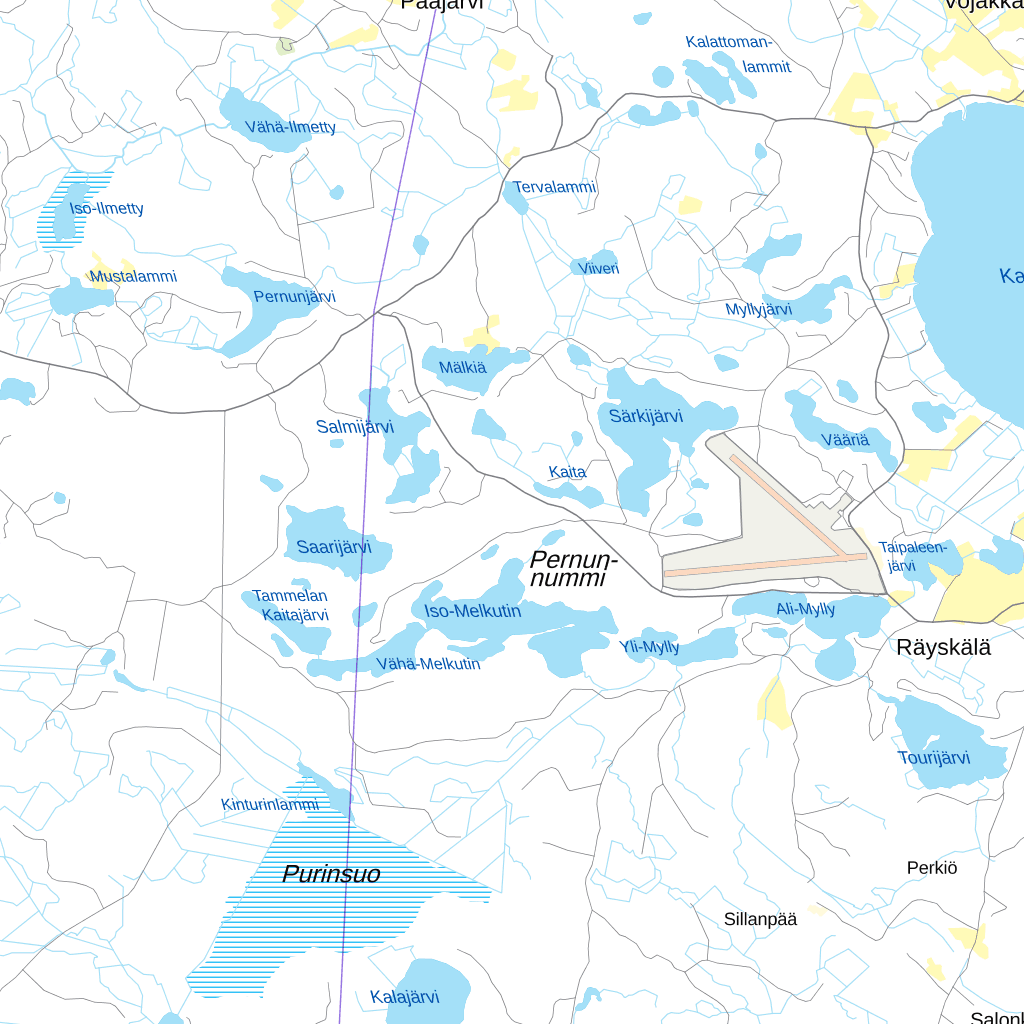 Pääjärvi
Vojakkala
Kalattoman-
lammit
Vähä-Ilmetty
Tervalammi
Iso-Ilmetty
Viiveri
Mustalammi
Pernunjärvi
Myllyjärvi
Mälkiä
Särkijärvi
Salmijärvi
Vääriä
Kaita
Saarijärvi
Pernun-
nummi
Taipaleen-
järvi
Tammelan
Kaitajärvi
Iso-Melkutin
Ali-Mylly
Yli-Mylly
Räyskälä
Vähä-Melkutin
Tourijärvi
Kinturinlammi
Purinsuo
Perkiö
Sillanpää
Kalajärvi